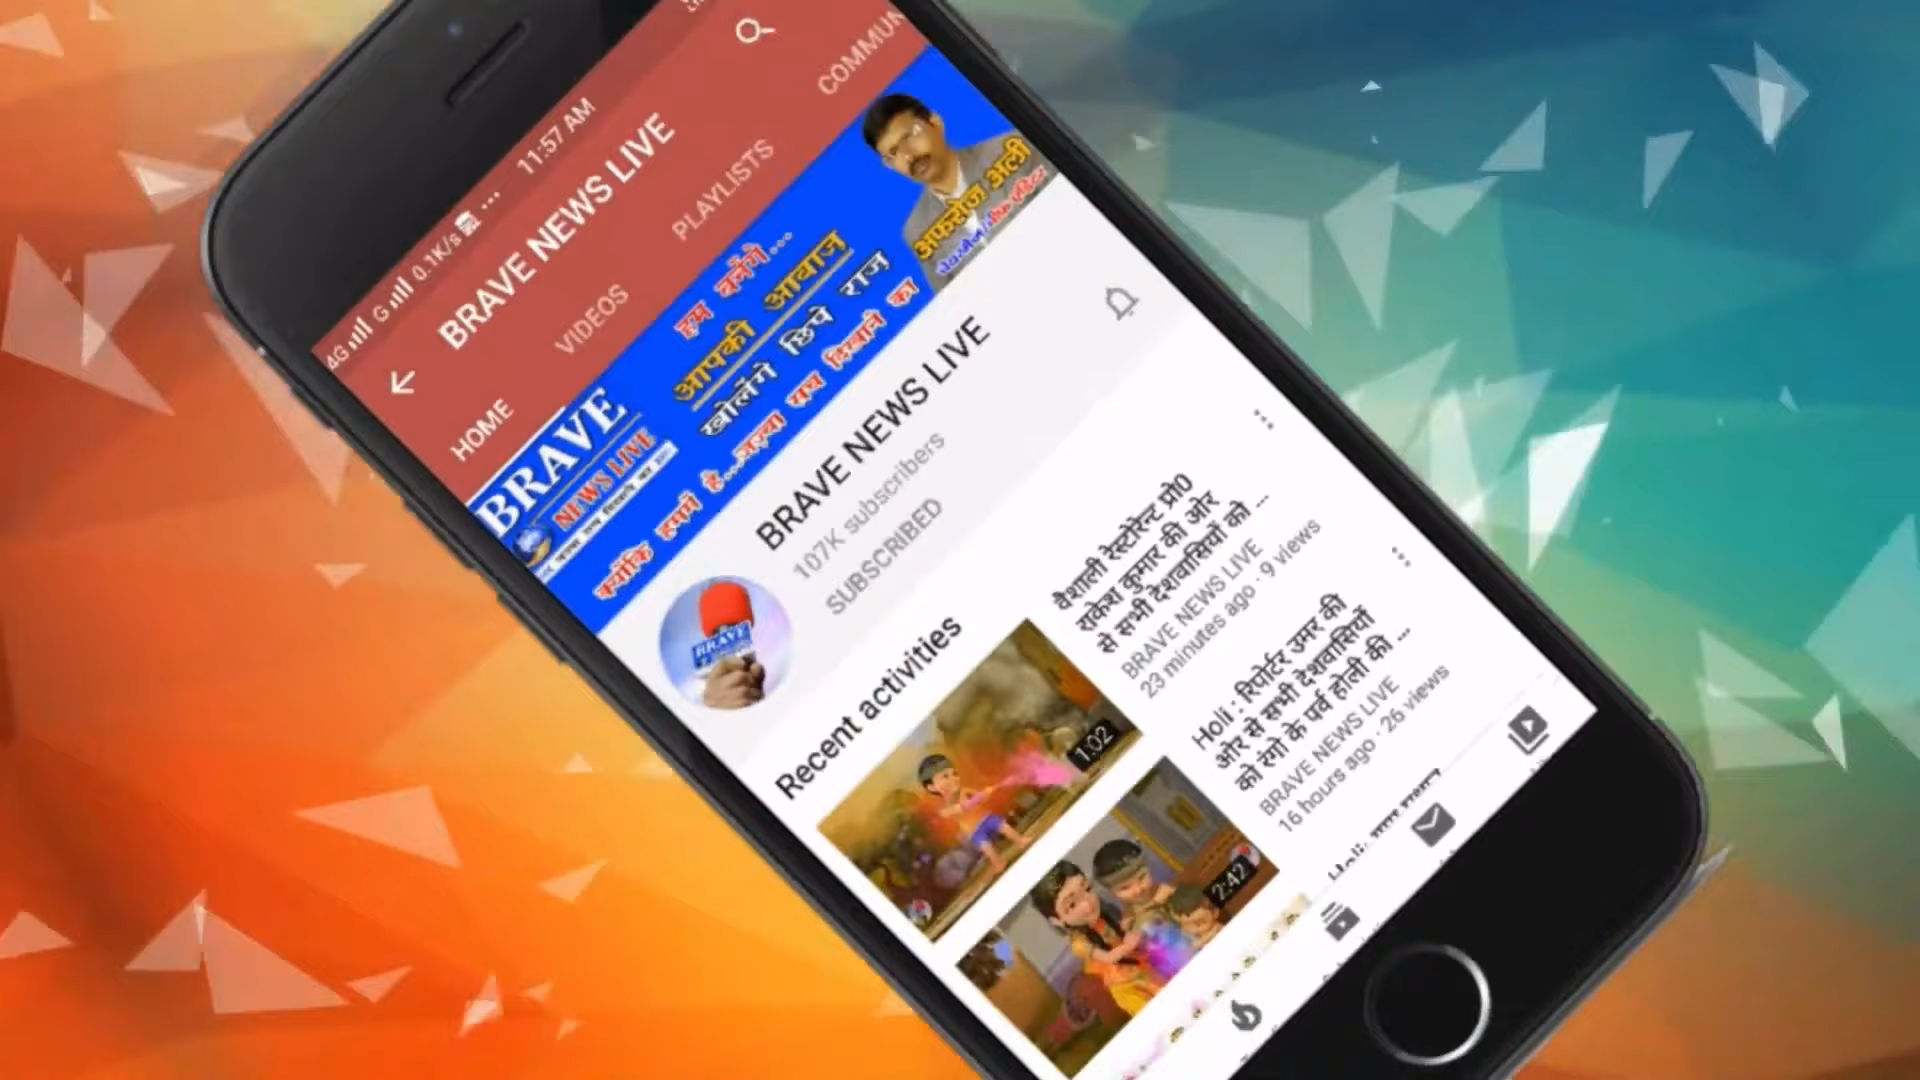 4G G 0.1K/s ... 11:57 AM
BRAVE NEWS LIVE
HOME VIDEOS PLAYLISTS COMMUN
BRAVE
NEWS LIVE
हम बनेंगे...
आपकी आवाज
खोलेंगे छिपे राज
क्योंकि हममें है...जज्बा सच दिखाने का
अफरोज अली
BRAVE NEWS LIVE
107K subscribers
SUBSCRIBED
BRAVE
Recent activities
1:02
वैशाली रेस्टोरेन्ट प्रो0
राकेश कुमार की ओर
से सभी देशवासियों को ...
BRAVE NEWS LIVE
23 minutes ago · 9 views
2:42
Holi : रिपोर्टर उमर की
ओर से सभी देशवासियों
को रंगों के पर्व होली की ...
BRAVE NEWS LIVE
16 hours ago · 26 views